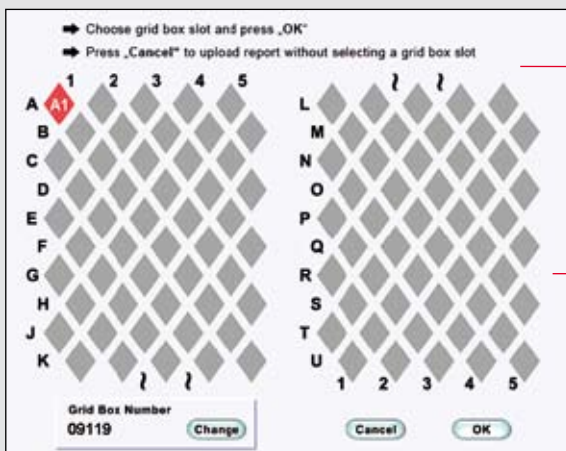 ➡ Choose grid box slot and press „OK“
➡ Press „Cancel“ to upload report without selecting a grid box slot
1 2 3 4 5
A A1
B
C
D
E
F
G
H
J
K
L
M
N
O
P
Q
R
S
T
U
1 2 3 4 5
Grid Box Number
09119 Change
Cancel OK